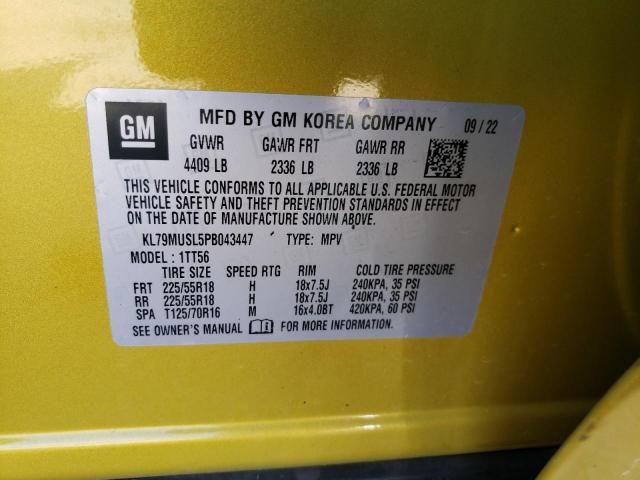 GM MFD BY GM KOREA COMPANY 09/22
GVWR GAWR FRT GAWR RR
4409 LB 2336 LB 2336 LB
THIS VEHICLE CONFORMS TO ALL APPLICABLE U.S. FEDERAL MOTOR
VEHICLE SAFETY AND THEFT PREVENTION STANDARDS IN EFFECT
ON THE DATE OF MANUFACTURE SHOWN ABOVE.
KL79MUSL5PB043447 TYPE: MPV
MODEL: 1TT56
TIRE SIZE SPEED RTG RIM COLD TIRE PRESSURE
FRT 225/55R18 H 18x7.5J 240KPA, 35 PSI
RR 225/55R18 H 18x7.5J 240KPA, 35 PSI
SPA T125/70R16 M 16x4.0BT 420KPA, 60 PSI
SEE OWNER'S MANUAL FOR MORE INFORMATION.